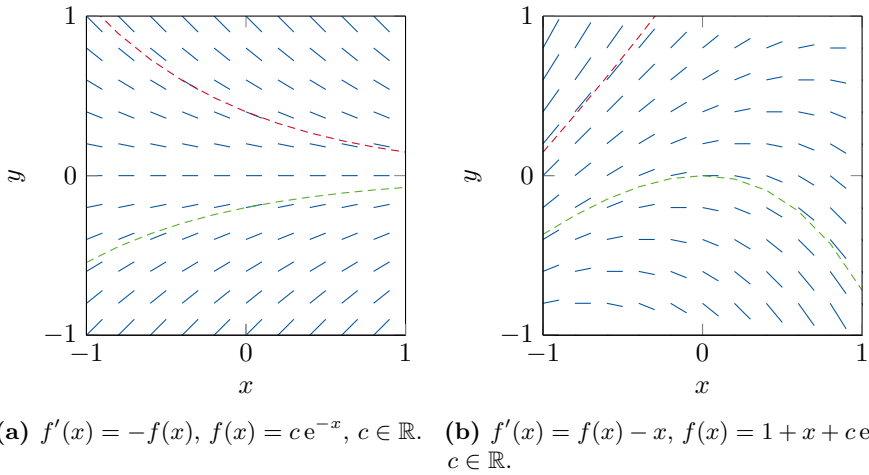 1
0
−1
y
−1
0
1
x
1
0
−1
y
−1
0
1
x
(a) f′(x) = −f(x), f(x) = c e⁻ˣ, c ∈ ℝ.
(b) f′(x) = f(x) − x, f(x) = 1 + x + c e
c ∈ ℝ.